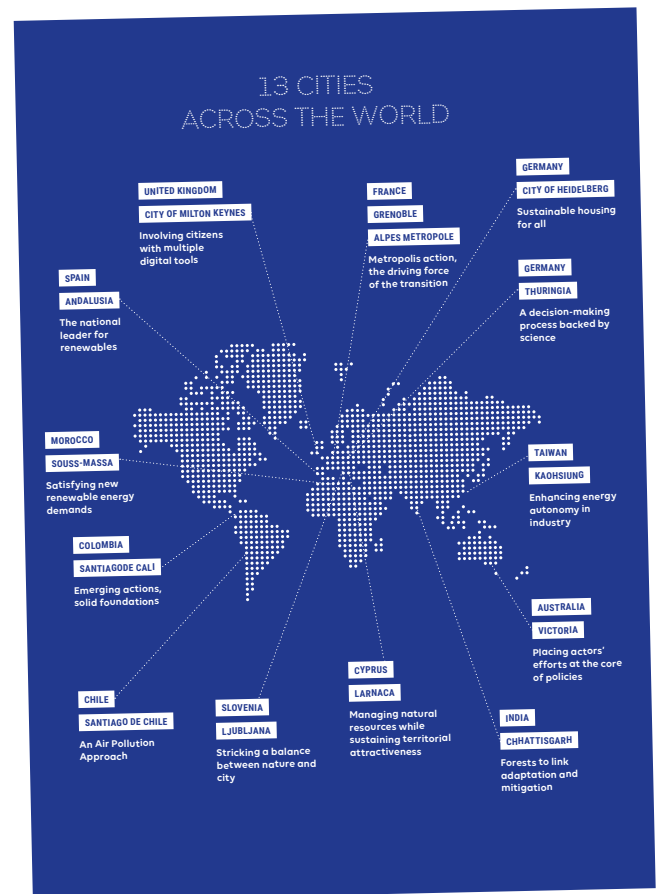 13 CITIES
ACROSS THE WORLD
UNITED KINGDOM
CITY OF MILTON KEYNES
Involving citizens
with multiple
digital tools
FRANCE
GRENOBLE
ALPES METROPOLE
Metropolis action,
the driving force
of the transition
GERMANY
CITY OF HEIDELBERG
Sustainable housing
for all
SPAIN
ANDALUSIA
The national
leader for
renewables
GERMANY
THURINGIA
A decision-making
process backed by
science
MOROCCO
SOUSS-MASSA
Satisfying new
renewable energy
demands
TAIWAN
KAOHSIUNG
Enhancing energy
autonomy in
industry
COLOMBIA
SANTIAGODE CALI
Emerging actions,
solid foundations
AUSTRALIA
VICTORIA
Placing actors'
efforts at the core
of policies
CHILE
SANTIAGO DE CHILE
An Air Pollution
Approach
SLOVENIA
LJUBLJANA
Stricking a balance
between nature and
city
CYPRUS
LARNACA
Managing natural
resources while
sustaining territorial
attractiveness
INDIA
CHHATTISGARH
Forests to link
adaptation and
mitigation